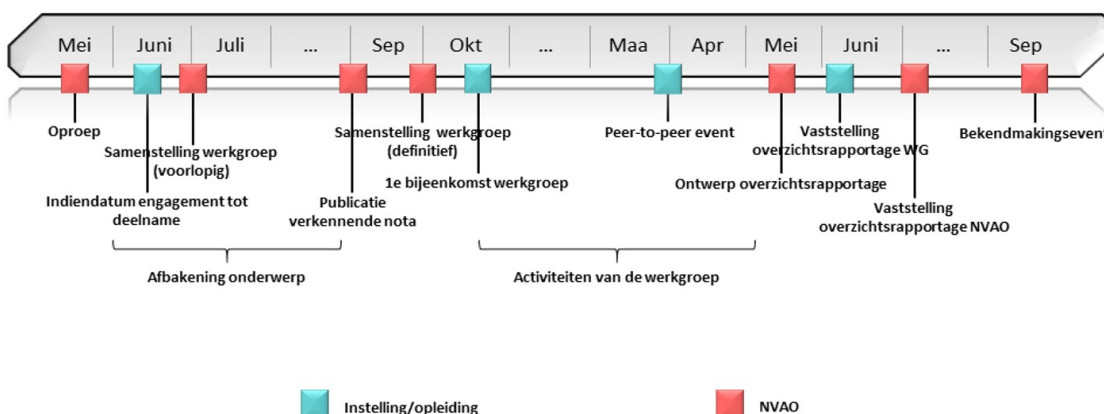 Mei Juni Juli ... Sep Okt ... Maa Apr Mei Juni ... Sep
Oproep
Samenstelling werkgroep
(voorlopig)
Indiendatum engagement tot
deelname
Publicatie
verkennende nota
Samenstelling werkgroep
(definitief)
1e bijeenkomst werkgroep
Peer-to-peer event
Ontwerp overzichtsrapportage
Vaststelling
overzichtsrapportage WG
Vaststelling
overzichtsrapportage NVAO
Bekendmakingsevent
Afbakening onderwerp
Activiteiten van de werkgroep
Instelling/opleiding
NVAO